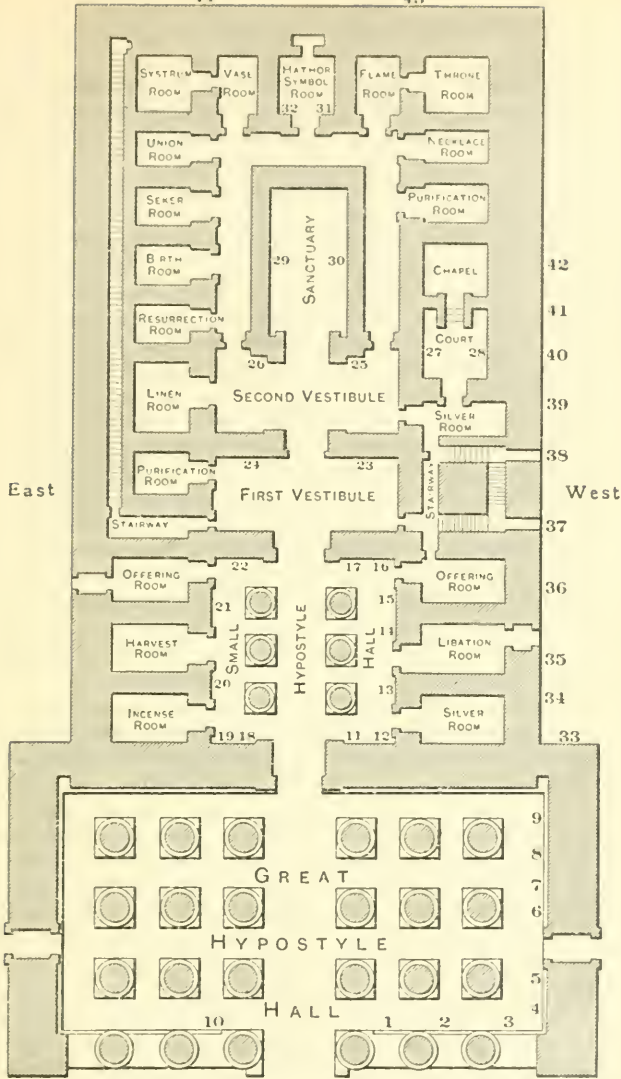 SYSTRUM ROOM
VASE ROOM
HATHOR SYMBOL ROOM
32 31
FLAME ROOM
THRONE ROOM
UNION ROOM
NECKLACE ROOM
SEKER ROOM
PURIFICATION ROOM
29
SANCTUARY
30
BIRTH ROOM
CHAPEL
42
RESURRECTION ROOM
41
27
COURT
28
40
26
25
LINEN ROOM
SECOND VESTIBULE
SILVER ROOM
39
24
23
38
PURIFICATION ROOM
East
FIRST VESTIBULE
STAIRWAY
West
STAIRWAY
37
22
17 16
OFFERING ROOM
OFFERING ROOM
36
21
15
SMALL
HYPOSTYLE
HALL
14
HARVEST ROOM
LIBATION ROOM
35
20
13
34
INCENSE ROOM
SILVER ROOM
19 18
11 12
33
9
8
GREAT
7
6
HYPOSTYLE
5
HALL
4
10
1 2 3